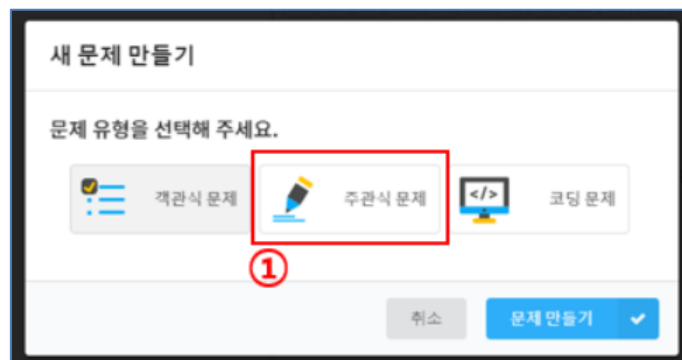 새 문제 만들기
문제 유형을 선택해 주세요.
객관식 문제 주관식 문제 </> 코딩 문제
①
취소 문제 만들기